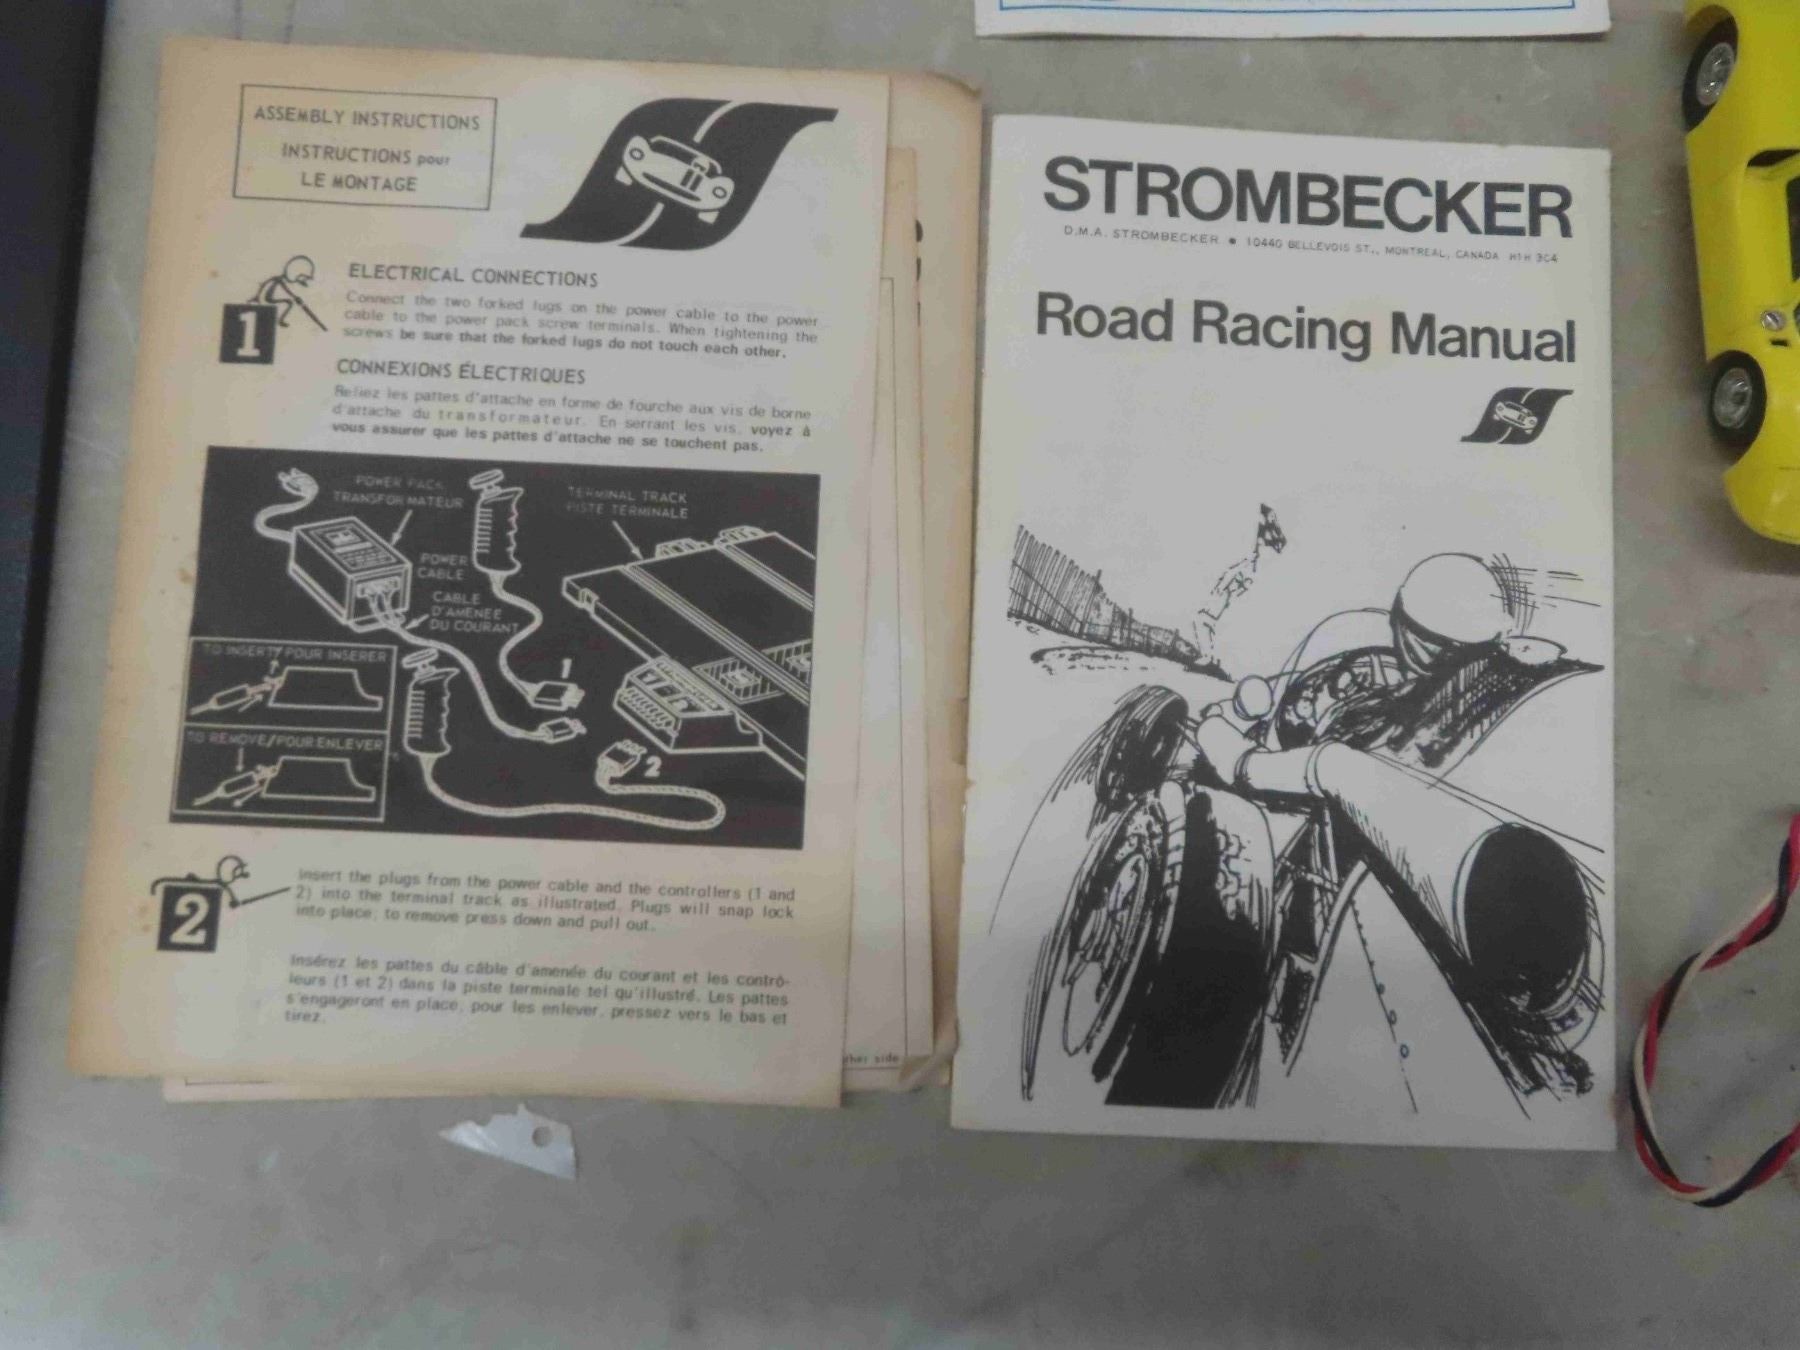 ASSEMBLY INSTRUCTIONS
INSTRUCTIONS pour
LE MONTAGE
1
ELECTRICAL CONNECTIONS
Connect the two forked lugs on the power cable to the power
cable to the power pack screw terminals. When tightening the
screws be sure that the forked lugs do not touch each other.
CONNEXIONS ÉLECTRIQUES
Reliez les pattes d'attache en forme de fourche aux vis de borne
d'attache du transformateur. En serrant les vis, voyez à
vous assurer que les pattes d'attache ne se touchent pas.
POWER PACK
TRANSFORMATEUR
TERMINAL TRACK
PISTE TERMINALE
POWER
CABLE
CABLE
D'AMENÉE
DU COURANT
TO INSERT/POUR INSERER
TO REMOVE/POUR ENLEVER
1
2
2
Insert the plugs from the power cable and the controllers (1 and
2) into the terminal track as illustrated. Plugs will snap lock
into place; to remove press down and pull out.
Insérez les pattes du câble d'amenée du courant et les contrô-
leurs (1 et 2) dans la piste terminale tel qu'illustré. Les pattes
s'engageront en place; pour les enlever, pressez vers le bas et
tirez.
ther side
STROMBECKER
D.M.A. STROMBECKER ● 10440 BELLEVOIS ST., MONTREAL, CANADA H1H 3C4
Road Racing Manual